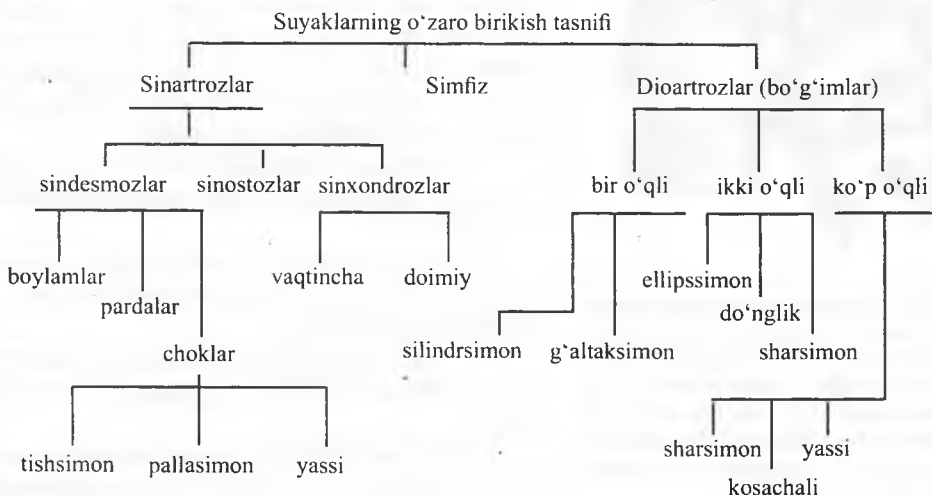 Suyaklarning o‘zaro birikish tasnifi
Sinartrozlar
Simfiz
Dioartrozlar (bo‘g‘imlar)
sindesmozlar
sinostozlar
sinxondrozlar
bir o‘qli
ikki o‘qli
ko‘p o‘qli
boylamlar
pardalar
choklar
vaqtincha
doimiy
ellipssimon
do‘nglik
silindrsimon
g‘altaksimon
sharsimon
tishsimon
pallasimon
yassi
sharsimon
yassi
kosachali